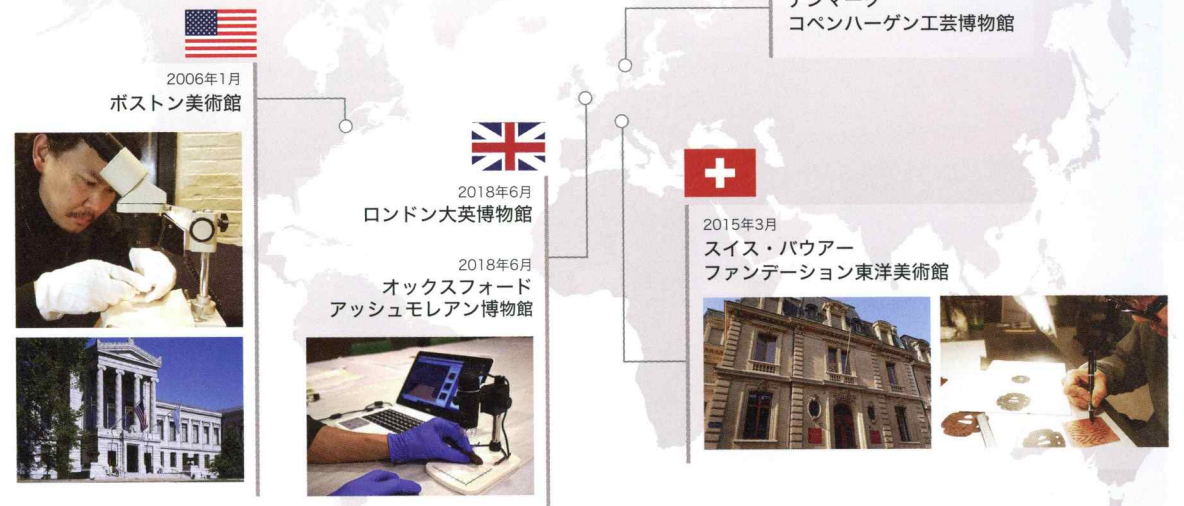 コペンハーゲン工芸博物館
2006年1月
ボストン美術館
2018年6月
ロンドン大英博物館
2018年6月
オックスフォード
アッシュモレアン博物館
2015年3月
スイス・バウアー
ファンデーション東洋美術館